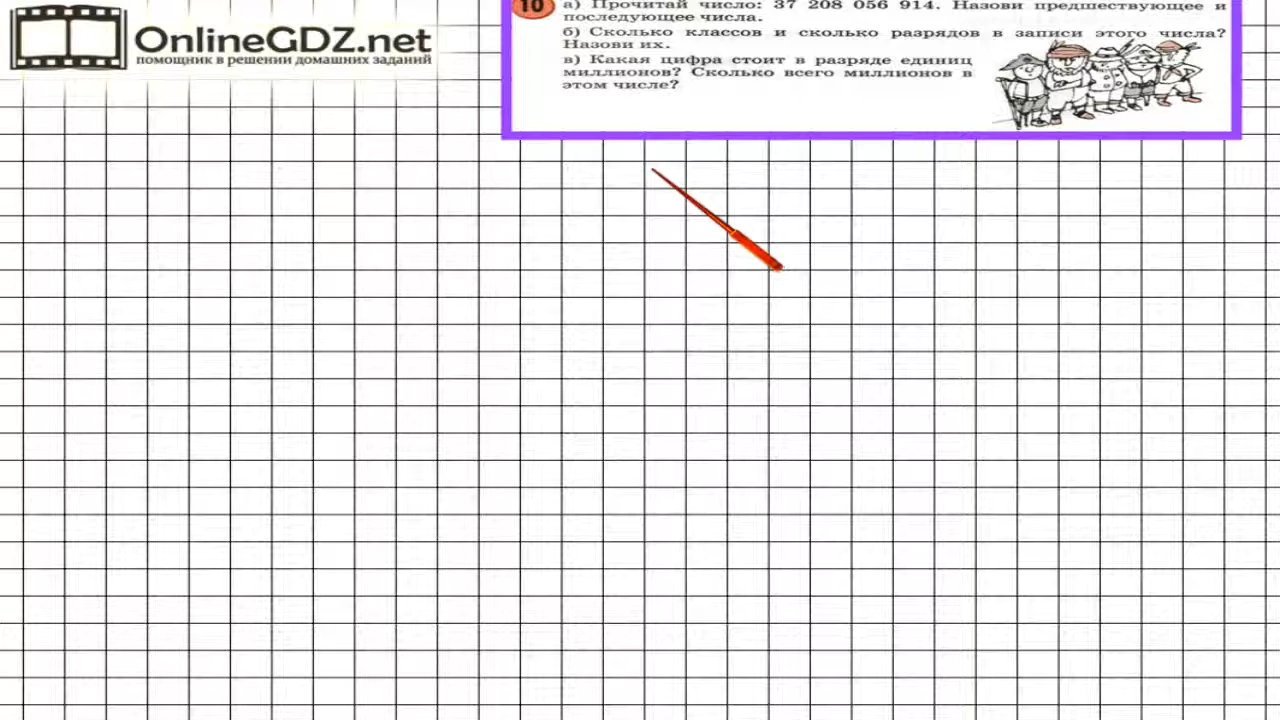 OnlineGDZ.net
помощник в решении домашних заданий
10 а) Прочитай число: 37 208 056 914. Назови предшествующее и
последующее числа.
б) Сколько классов и сколько разрядов в записи этого числа?
Назови их.
в) Какая цифра стоит в разряде единиц
миллионов? Сколько всего миллионов в
этом числе?